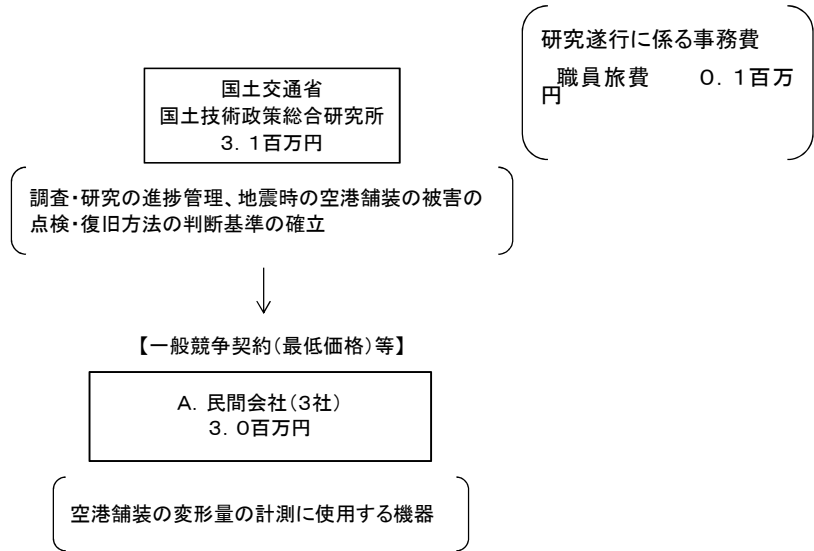 研究遂行に係る事務費
職員旅費　　０．１百万
円
国土交通省
国土技術政策総合研究所
３．１百万円
調査・研究の進捗管理、地震時の空港舗装の被害の
点検・復旧方法の判断基準の確立
【一般競争契約（最低価格）等】
Ａ．民間会社（３社）
３．０百万円
空港舗装の変形量の計測に使用する機器